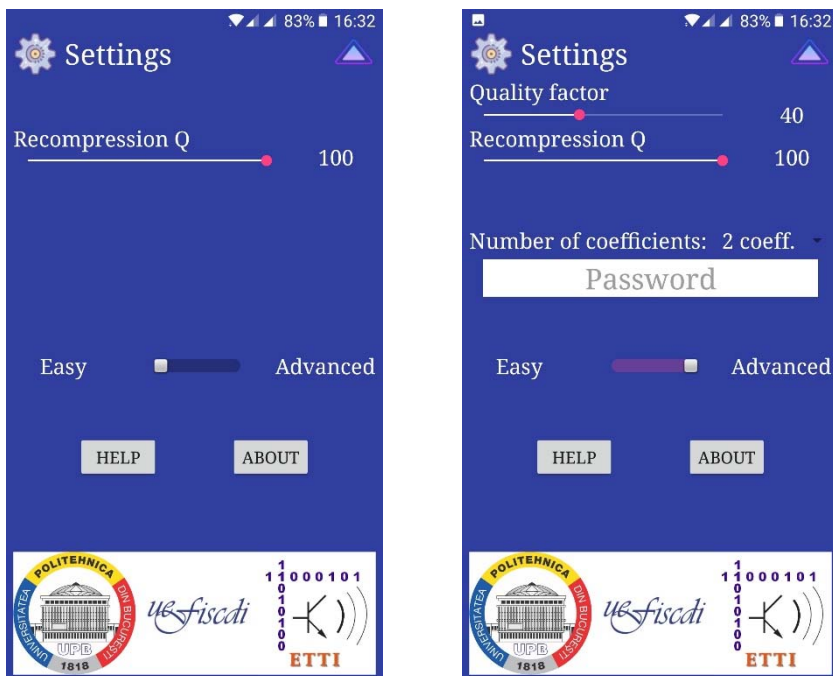 83% 16:32
Settings
Recompression Q
100
Easy Advanced
HELP ABOUT
UNIVERSITATEA POLITEHNICA DIN BUCUREȘTI
UPB
1818
uefiscdi
1
11000101
0
1
0
1
0
0
ETTI
83% 16:32
Settings
Quality factor
40
Recompression Q
100
Number of coefficients: 2 coeff.
Password
Easy Advanced
HELP ABOUT
UNIVERSITATEA POLITEHNICA DIN BUCUREȘTI
UPB
1818
uefiscdi
1
11000101
0
1
0
1
0
0
ETTI